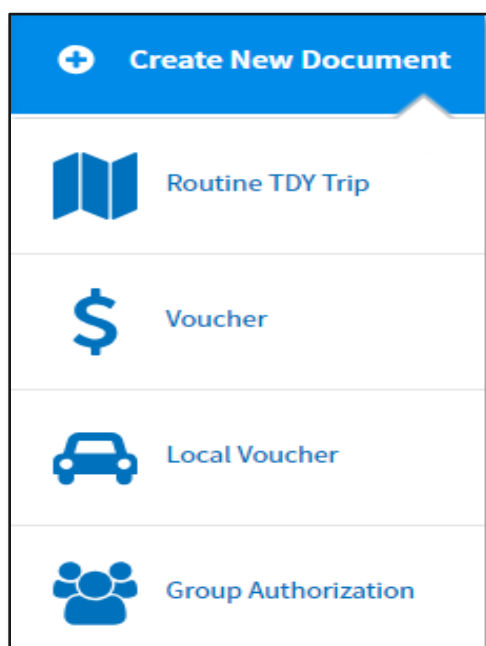 Create New Document
Routine TDY Trip
Voucher
Local Voucher
Group Authorization